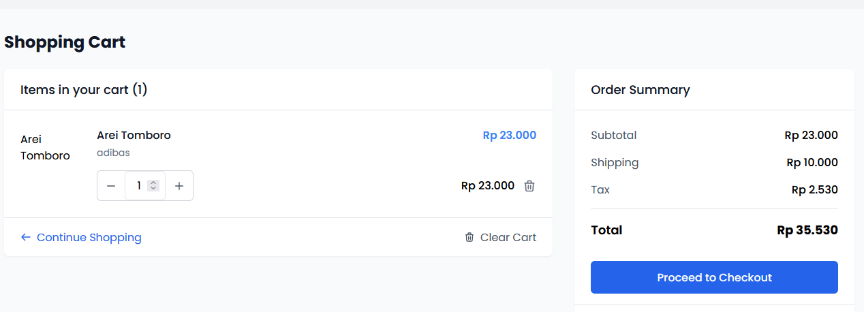 Shopping Cart
Items in your cart (1)
Arei
Tomboro
Arei Tomboro
Rp 23.000
adibas
− 1 +
Rp 23.000
← Continue Shopping
Clear Cart
Order Summary
Subtotal Rp 23.000
Shipping Rp 10.000
Tax Rp 2.530
Total Rp 35.530
Proceed to Checkout